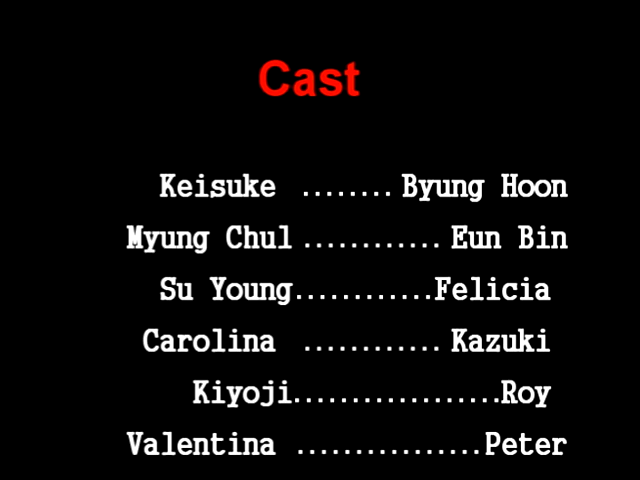 Cast
Keisuke ........ Byung Hoon
Myung Chul ............ Eun Bin
Su Young............Felicia
Carolina ............ Kazuki
Kiyoji..................Roy
Valentina ................Peter